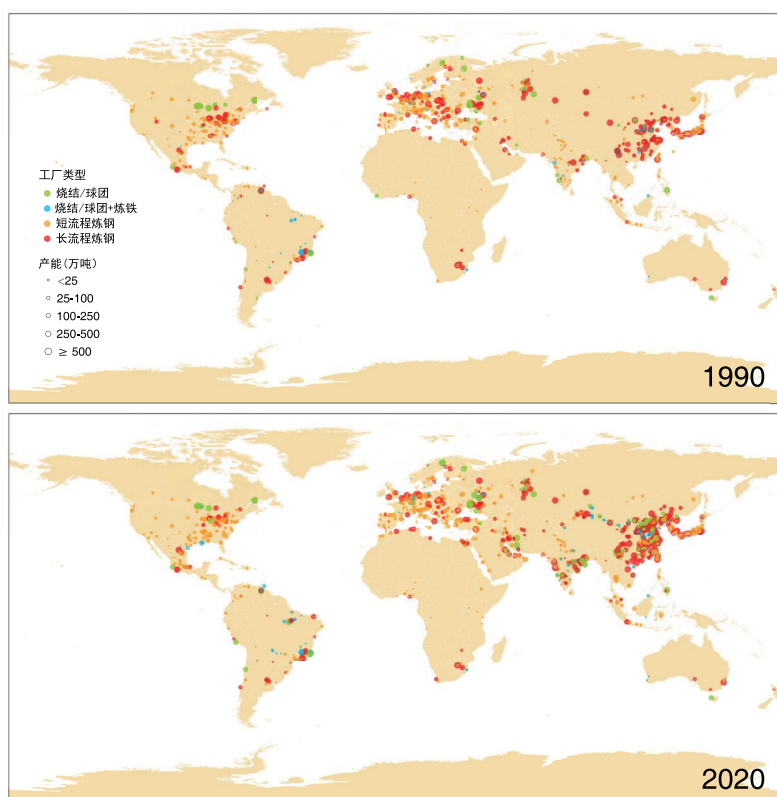 工厂类型
烧结/球团
烧结/球团+炼铁
短流程炼钢
长流程炼钢
产能(万吨)
<25
25-100
100-250
250-500
≥ 500
1990
2020